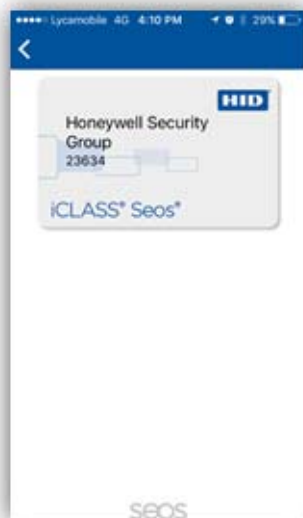 Lycamobile 4G 4:10 PM 29%
HID
Honeywell Security
Group
23634
iCLASS® Seos®
seos